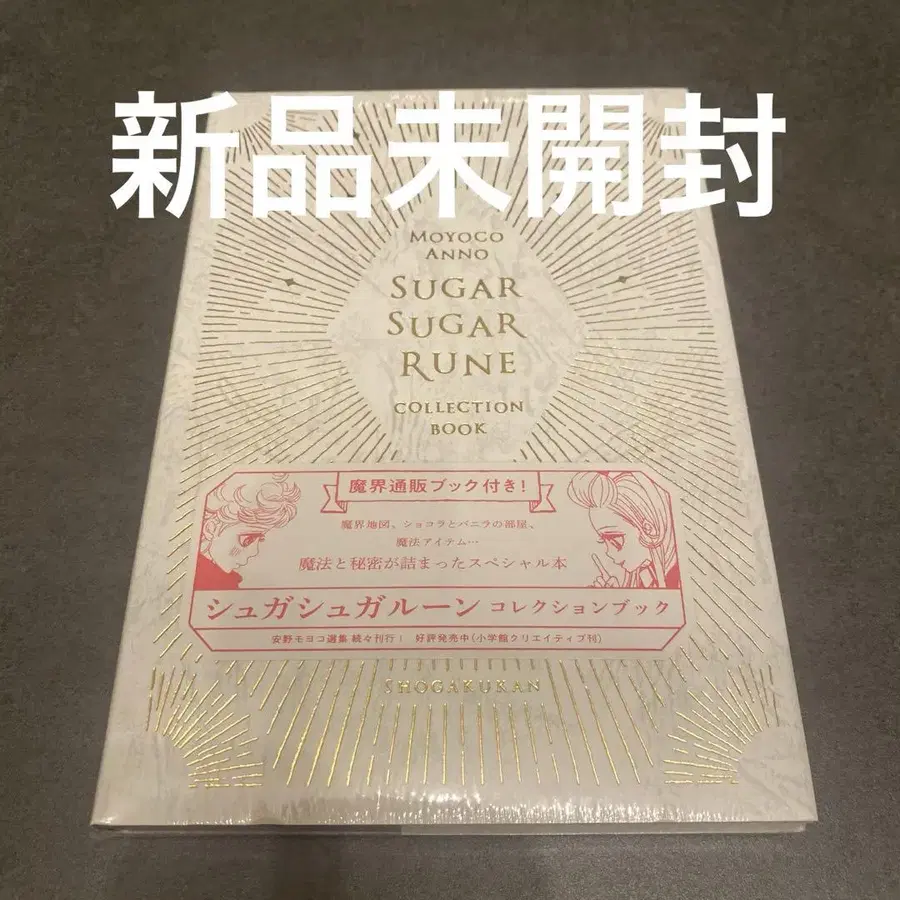 新品未開封
MOYOCO
ANNO
SUGAR
SUGAR
RUNE
COLLECTION
BOOK
魔界通販ブック付き!
魔界地図、ショコラとバニラの部屋、
魔法アイテム…
魔法と秘密が詰まったスペシャル本
シュガシュガルーン コレクションブック
安野モヨコ選集 続々刊行! 好評発売中(小学館クリエイティブ刊)
SHOGAKUKAN